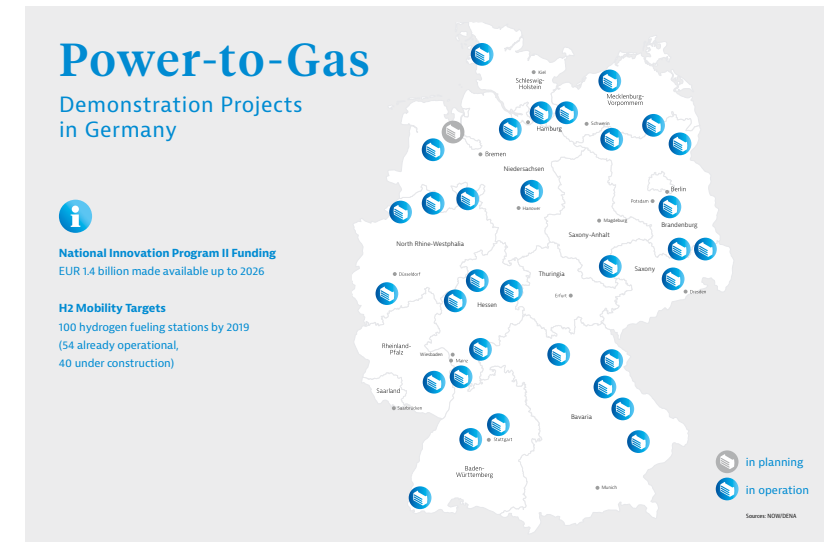 Power-to-Gas
Demonstration Projects
in Germany
National Innovation Program II Funding
EUR 1.4 billion made available up to 2026
H2 Mobility Targets
100 hydrogen fueling stations by 2019
(54 already operational,
40 under construction)
Kiel
Schleswig-
Holstein
Mecklenburg-
Vorpommern
Hamburg
Schwerin
Bremen
Niedersachsen
Berlin
Potsdam
Hannover
Magdeburg
Brandenburg
Saxony-Anhalt
North Rhine-Westphalia
Düsseldorf
Thuringia
Saxony
Erfurt
Dresden
Hessen
Rheinland-
Pfalz
Wiesbaden
Mainz
Saarland
Saarbrücken
Bavaria
Stuttgart
Baden-
Württemberg
Munich
in planning
in operation
Sources: NOW/DENA